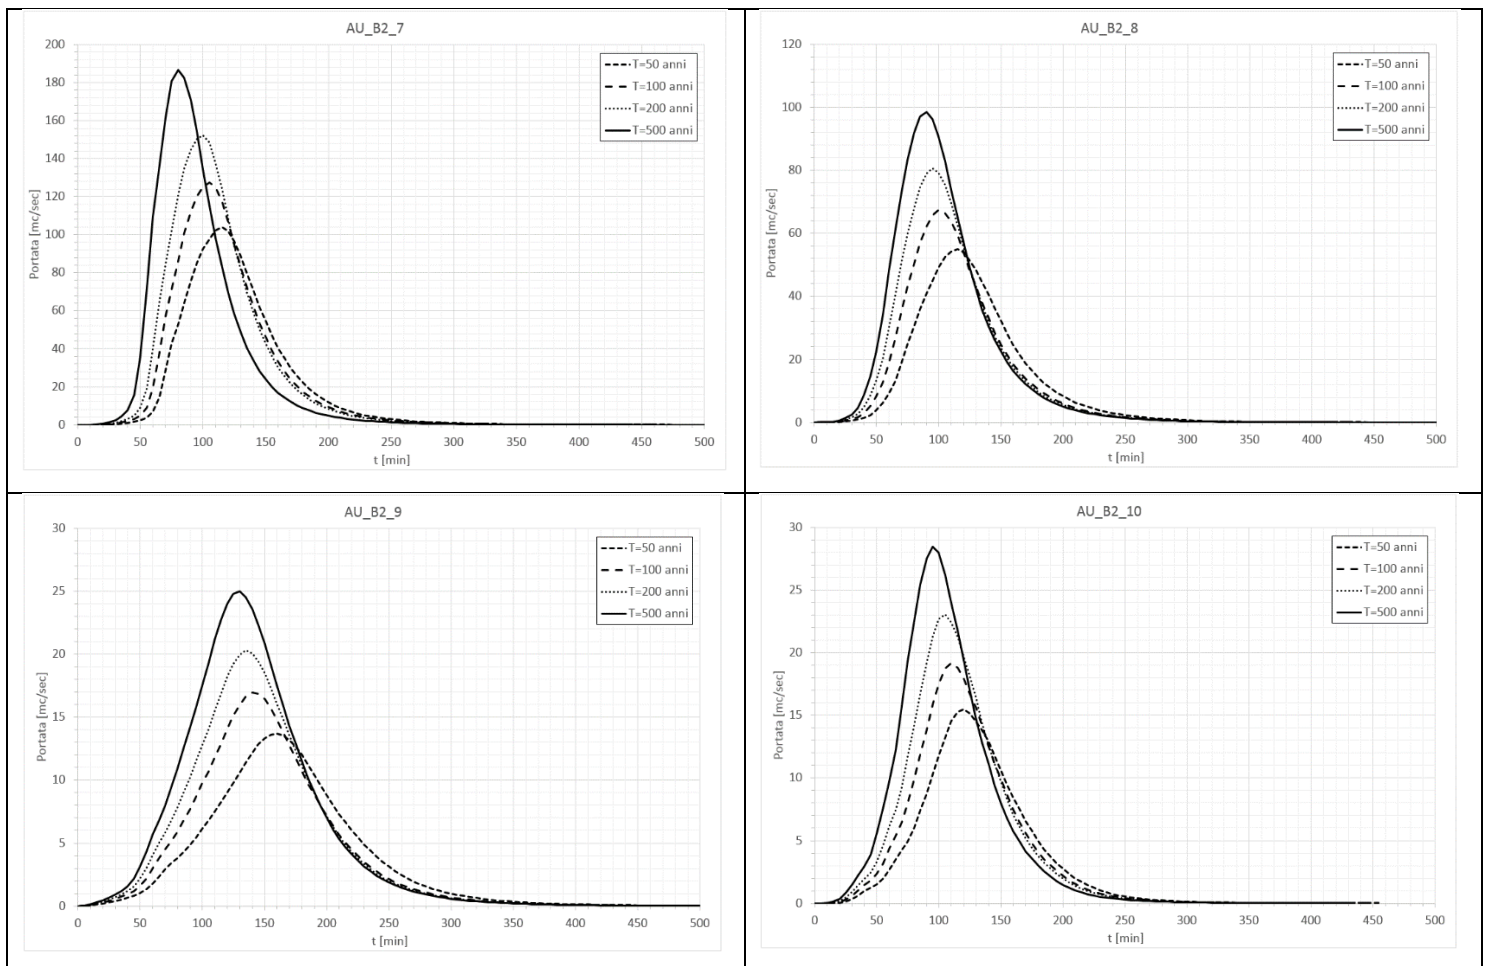 AU_B2_7
200
180
160
140
120
100
80
60
40
20
0
Portata [mc/sec]
T=50 anni
T=100 anni
T=200 anni
T=500 anni
0 50 100 150 200 250 300 350 400 450 500
t [min]
AU_B2_8
120
100
80
60
40
20
0
Portata [mc/sec]
T=50 anni
T=100 anni
T=200 anni
T=500 anni
0 50 100 150 200 250 300 350 400 450 500
t [min]
AU_B2_9
30
25
20
15
10
5
0
Portata [mc/sec]
T=50 anni
T=100 anni
T=200 anni
T=500 anni
0 50 100 150 200 250 300 350 400 450 500
t [min]
AU_B2_10
30
25
20
15
10
5
0
Portata [mc/sec]
T=50 anni
T=100 anni
T=200 anni
T=500 anni
0 50 100 150 200 250 300 350 400 450 500
t [min]